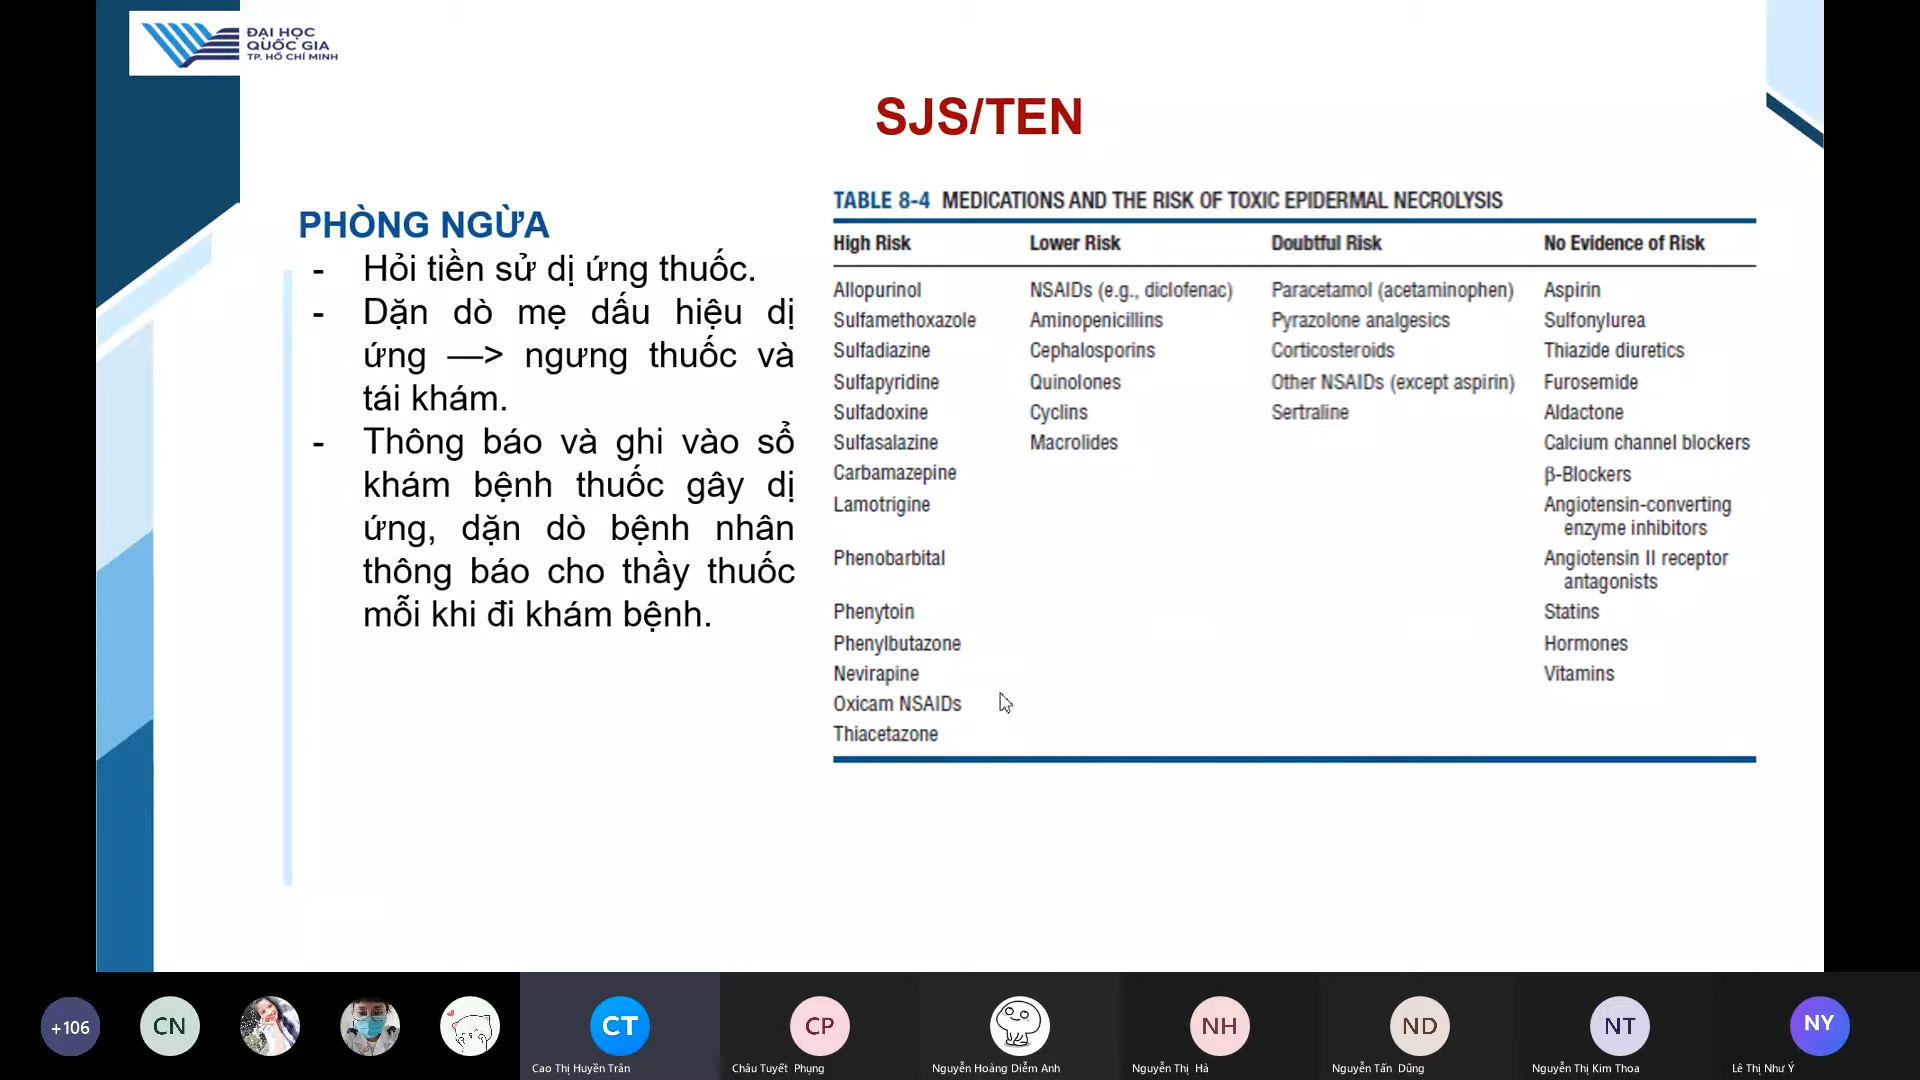 ĐẠI HỌC
QUỐC GIA
TP. HỒ CHÍ MINH
SJS/TEN
PHÒNG NGỪA
- Hỏi tiền sử dị ứng thuốc.
- Dặn dò mẹ dấu hiệu dị
ứng —> ngưng thuốc và
tái khám.
- Thông báo và ghi vào sổ
khám bệnh thuốc gây dị
ứng, dặn dò bệnh nhân
thông báo cho thầy thuốc
mỗi khi đi khám bệnh.
TABLE 8-4 MEDICATIONS AND THE RISK OF TOXIC EPIDERMAL NECROLYSIS
High Risk Lower Risk Doubtful Risk No Evidence of Risk
Allopurinol NSAIDs (e.g., diclofenac) Paracetamol (acetaminophen) Aspirin
Sulfamethoxazole Aminopenicillins Pyrazolone analgesics Sulfonylurea
Sulfadiazine Cephalosporins Corticosteroids Thiazide diuretics
Sulfapyridine Quinolones Other NSAIDs (except aspirin) Furosemide
Sulfadoxine Cyclins Sertraline Aldactone
Sulfasalazine Macrolides Calcium channel blockers
Carbamazepine β-Blockers
Lamotrigine Angiotensin-converting
enzyme inhibitors
Phenobarbital Angiotensin II receptor
antagonists
Phenytoin Statins
Phenylbutazone Hormones
Nevirapine Vitamins
Oxicam NSAIDs
Thiacetazone
+106 CN CT CP NH ND NT NY
Cao Thị Huyền Trân Châu Tuyết Phụng Nguyễn Hoàng Diễm Anh Nguyễn Thị Hà Nguyễn Tấn Dũng Nguyễn Thị Kim Thoa Lê Thị Như Ý